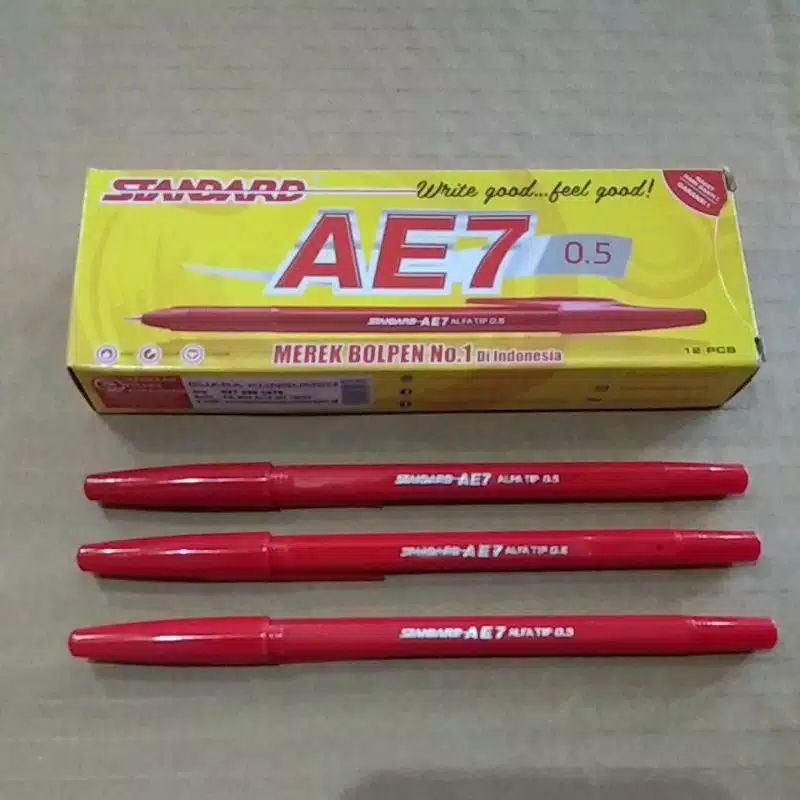 STANDARD
Write good...feel good!
AE7
0.5
STANDARD AE7 ALFA TIP 0.5
MEREK BOLPEN No.1 Di Indonesia
12 PCS
SUARA KONSUMEN
STANDARD AE7 ALFA TIP 0.5
STANDARD AE7 ALFA TIP 0.5
STANDARD AE7 ALFA TIP 0.5